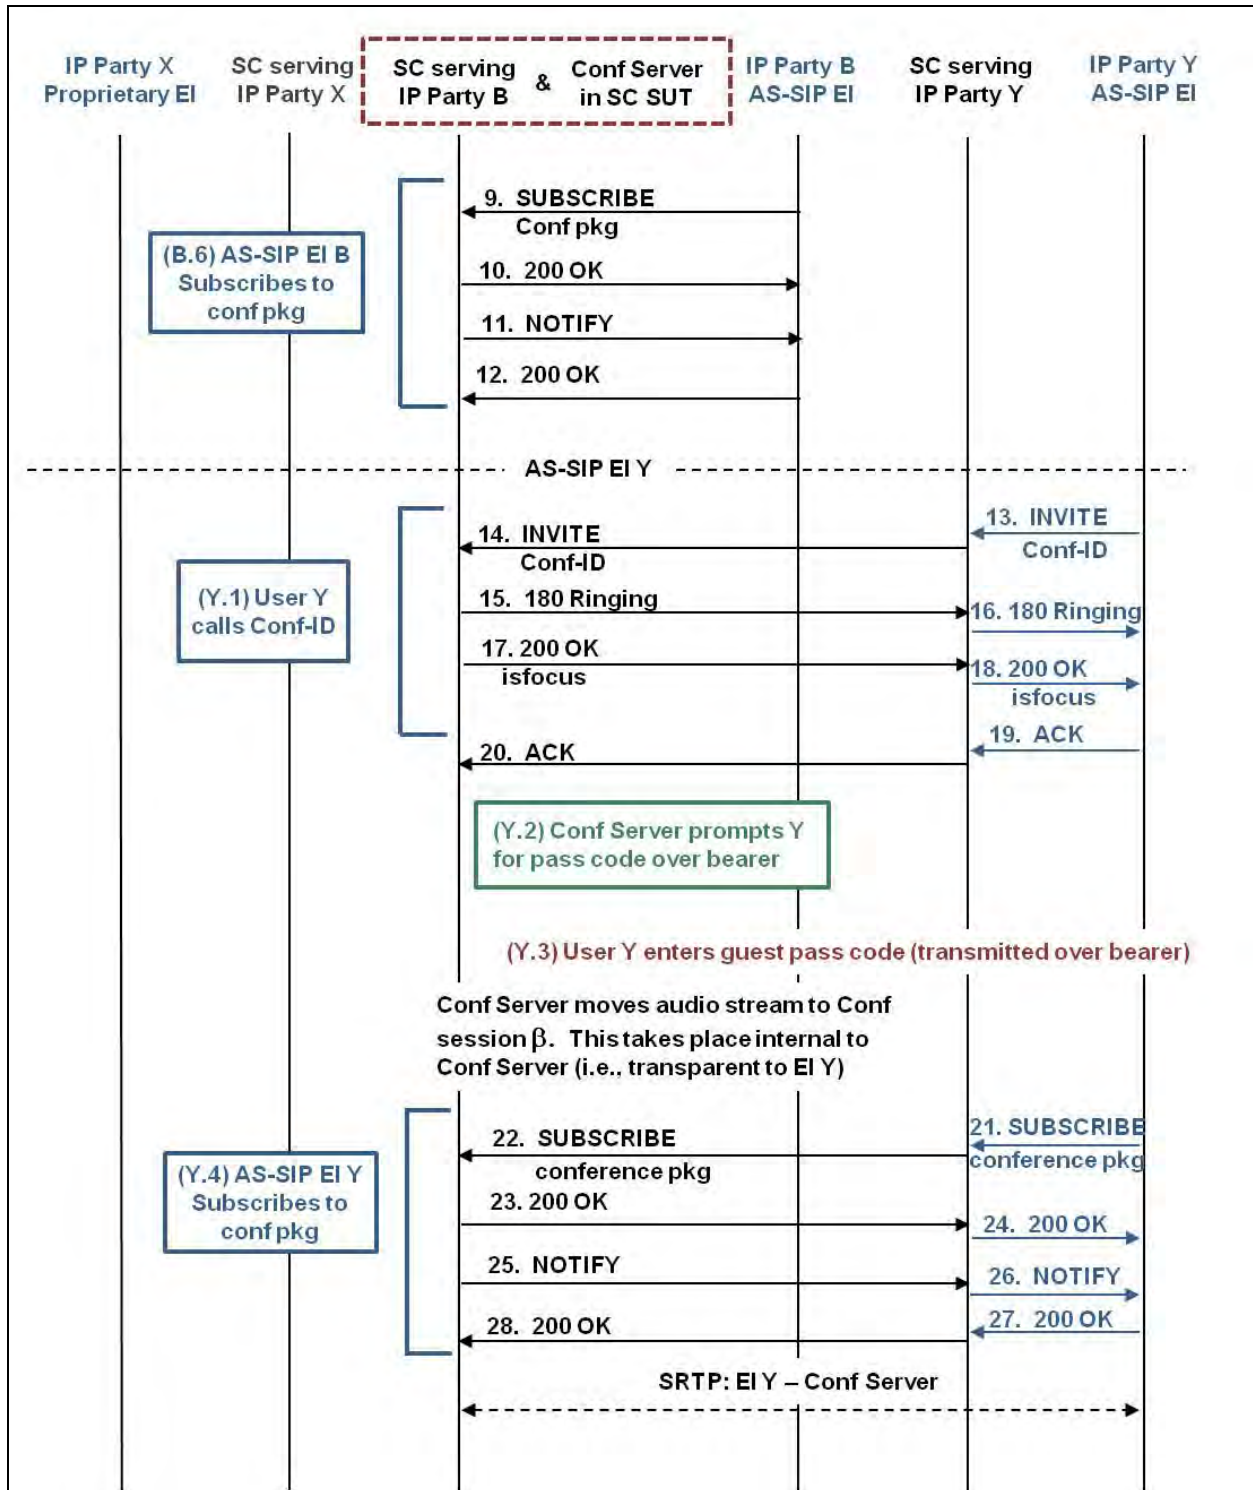 IP Party X
Proprietary EI
SC serving
IP Party X
SC serving
IP Party B
&
Conf Server
in SC SUT
IP Party B
AS-SIP EI
SC serving
IP Party Y
IP Party Y
AS-SIP EI
(B.6) AS-SIP EI B
Subscribes to
conf pkg
9. SUBSCRIBE
Conf pkg
10. 200 OK
11. NOTIFY
12. 200 OK
AS-SIP EI Y
(Y.1) User Y
calls Conf-ID
13. INVITE
Conf-ID
14. INVITE
Conf-ID
15. 180 Ringing
16. 180 Ringing
17. 200 OK
isfocus
18. 200 OK
isfocus
19. ACK
20. ACK
(Y.2) Conf Server prompts Y
for pass code over bearer
(Y.3) User Y enters guest pass code (transmitted over bearer)
Conf Server moves audio stream to Conf
session β. This takes place internal to
Conf Server (i.e., transparent to EI Y)
(Y.4) AS-SIP EI Y
Subscribes to
conf pkg
21. SUBSCRIBE
conference pkg
22. SUBSCRIBE
conference pkg
23. 200 OK
24. 200 OK
25. NOTIFY
26. NOTIFY
27. 200 OK
28. 200 OK
SRTP: EI Y – Conf Server